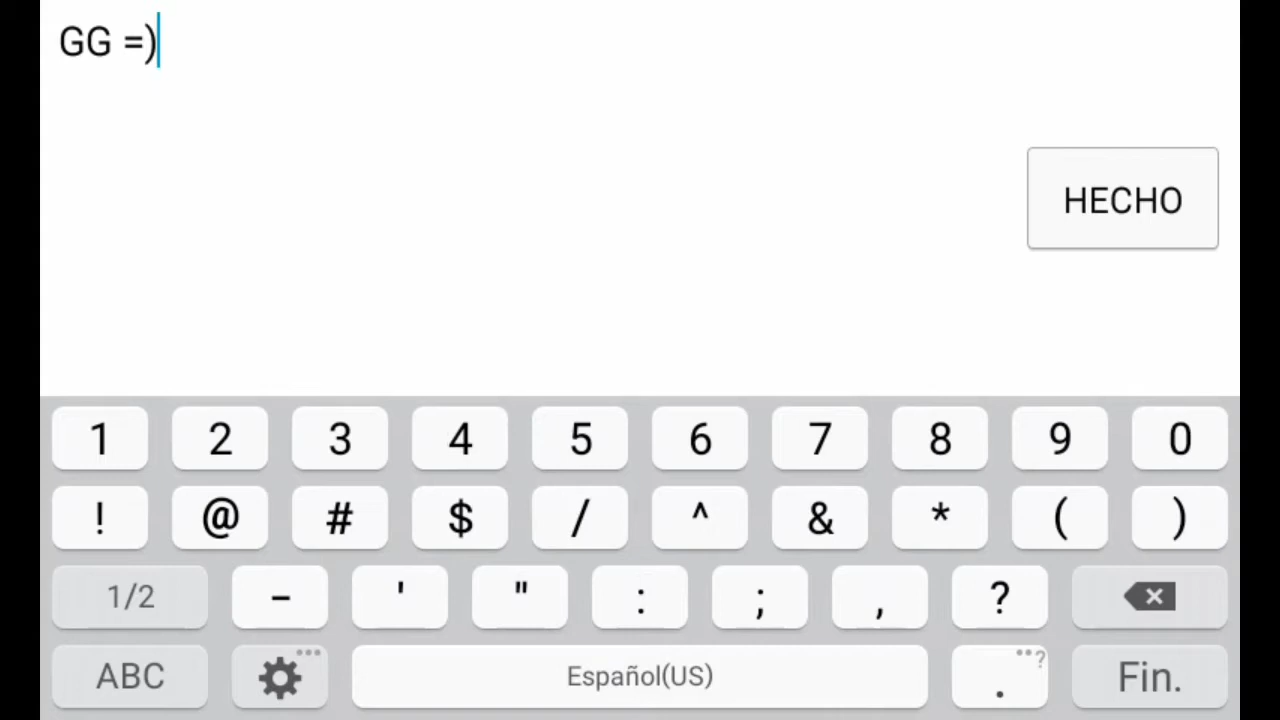 GG =)
HECHO
1 2 3 4 5 6 7 8 9 0
! @ # $ / ^ & * ( )
1/2 - ' " : ; , ?
ABC Español(US) . ? Fin.